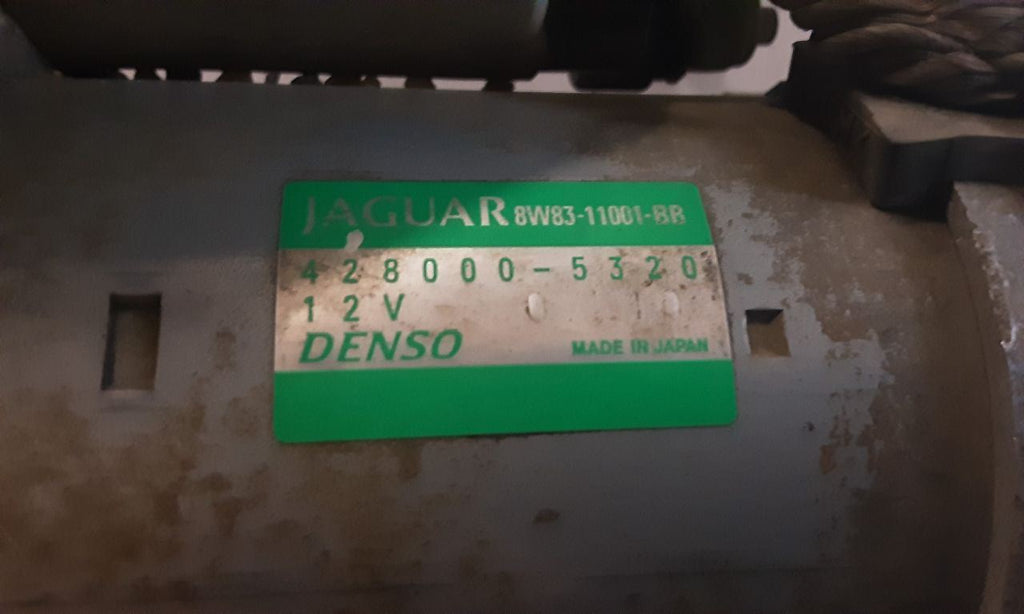 JAGUAR 8W83-11001-BB
428000-5320
12V
DENSO MADE IN JAPAN